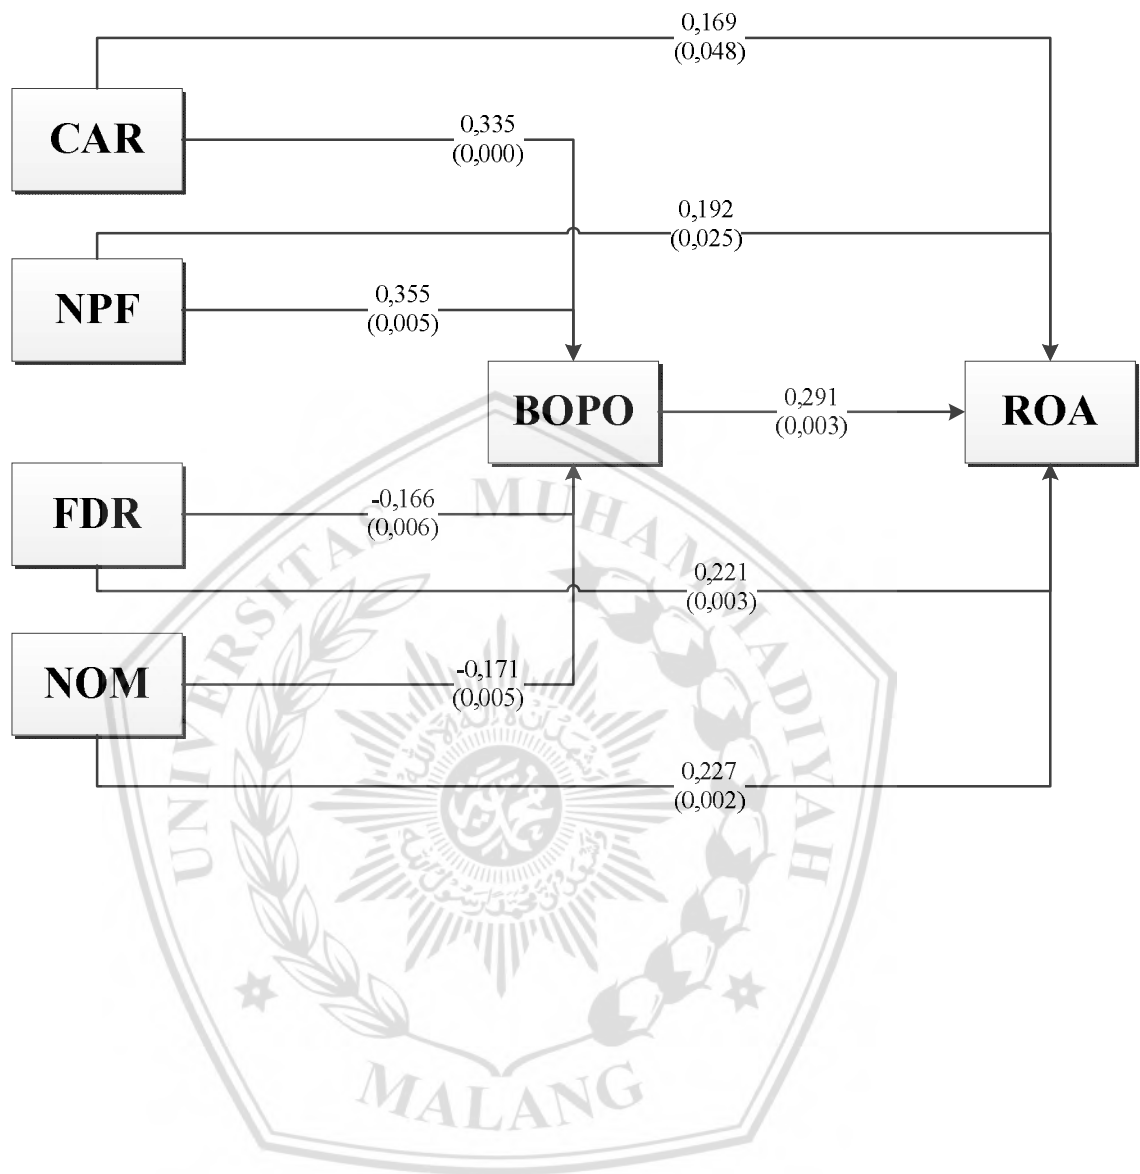 0,169
(0,048)
CAR
0,335
(0,000)
0,192
(0,025)
NPF
0,355
(0,005)
BOPO
0,291
(0,003)
ROA
FDR
-0,166
(0,006)
0,221
(0,003)
NOM
-0,171
(0,005)
0,227
(0,002)
UNIVERSITAS MUHAMMADIYAH
MALANG